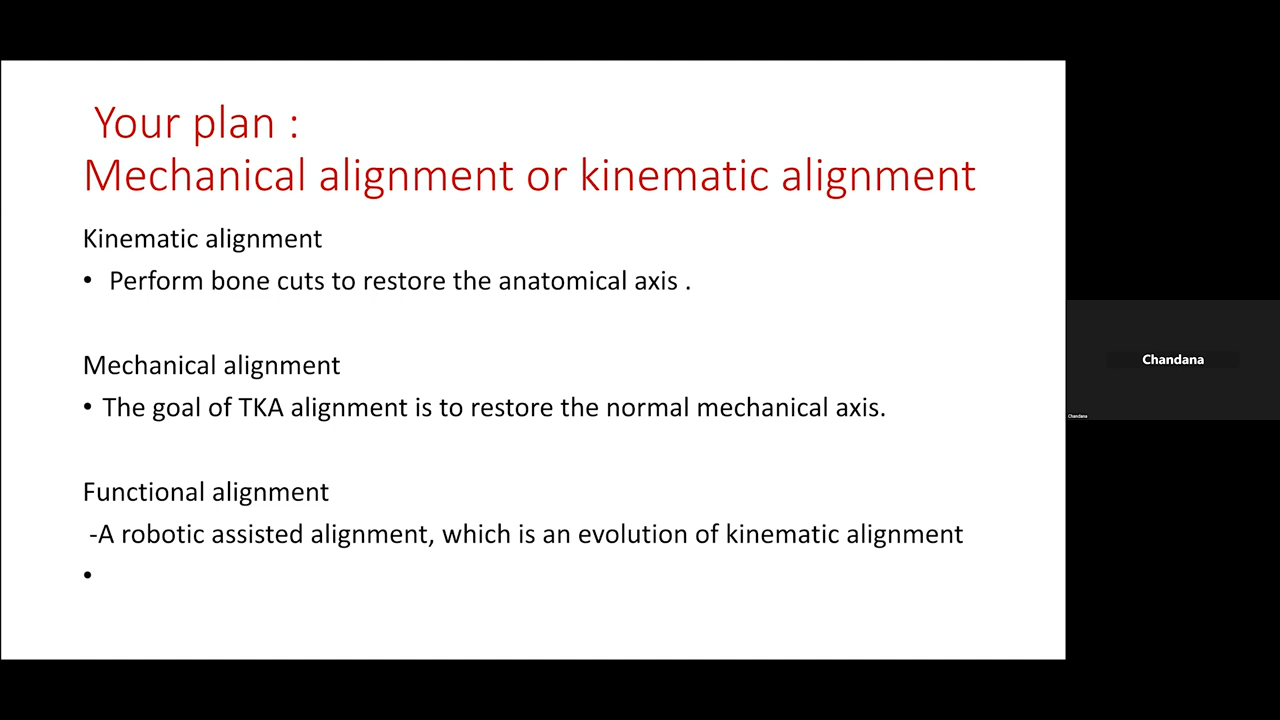 Your plan :
Mechanical alignment or kinematic alignment
Kinematic alignment
• Perform bone cuts to restore the anatomical axis .
Mechanical alignment
• The goal of TKA alignment is to restore the normal mechanical axis.
Functional alignment
-A robotic assisted alignment, which is an evolution of kinematic alignment
•
Chandana
Chandana